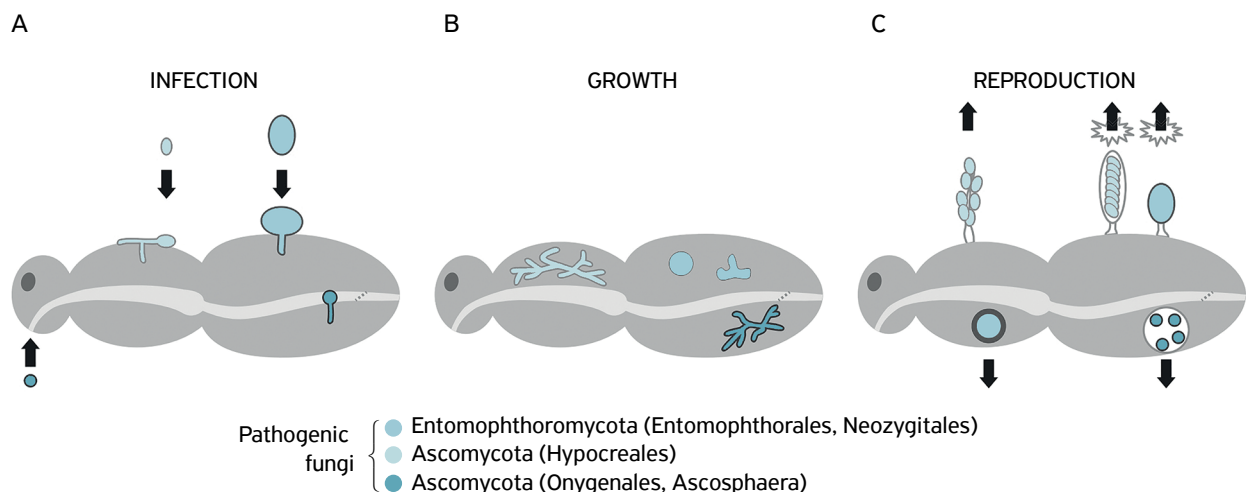 A
B
C
INFECTION
GROWTH
REPRODUCTION
Pathogenic
fungi
Entomophthoromycota (Entomophthorales, Neozygitales)
Ascomycota (Hypocreales)
Ascomycota (Onygenales, Ascosphaera)